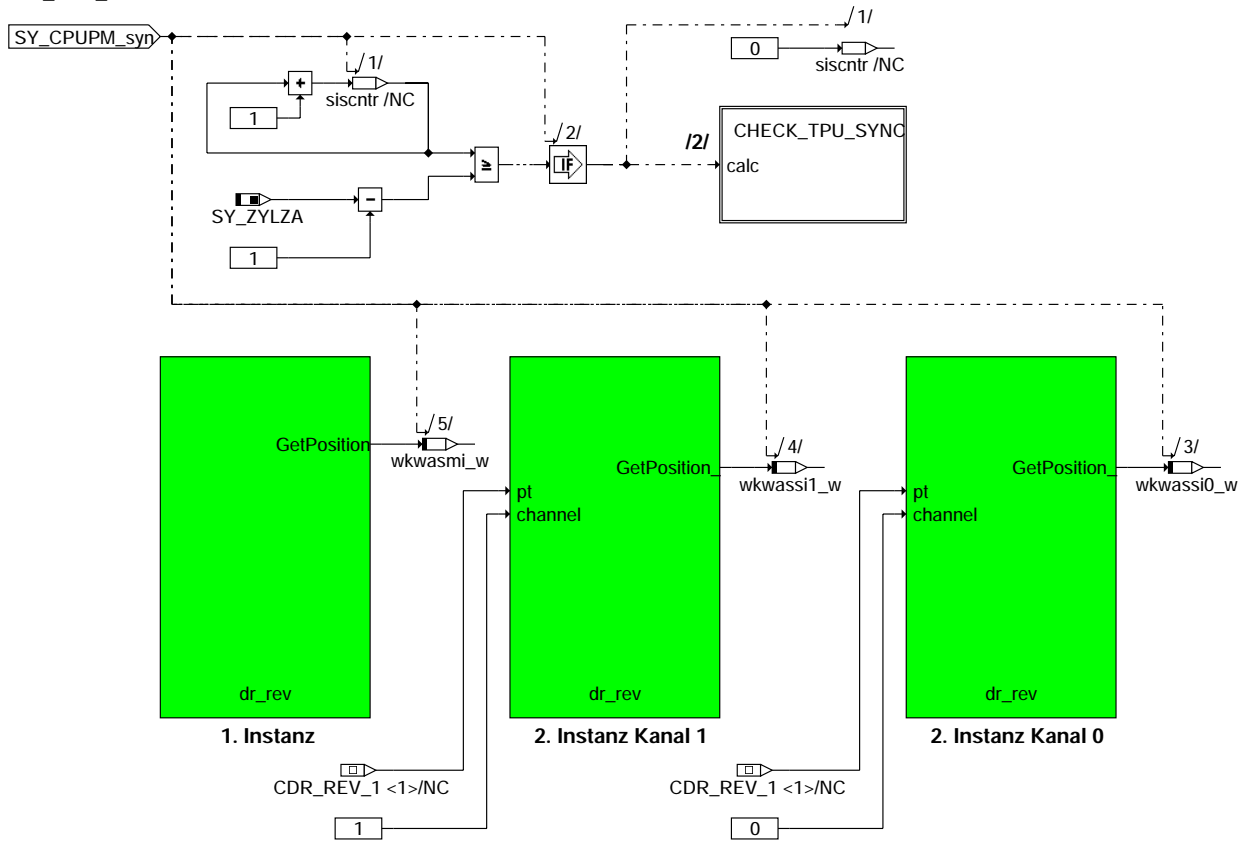 /1/
SY_CPUPM_syn
0
/1/
siscntr /NC
+
siscntr /NC
1
CHECK_TPU_SYNC
/2/
/2/
≥
IF
calc
SY_ZYLZA
−
1
/5/
/4/
/3/
GetPosition
wkwasmi_w
GetPosition_
wkwassi1_w
GetPosition_
wkwassi0_w
pt
channel
pt
channel
dr_rev
dr_rev
dr_rev
1. Instanz
2. Instanz Kanal 1
2. Instanz Kanal 0
CDR_REV_1 <1>/NC
CDR_REV_1 <1>/NC
1
0